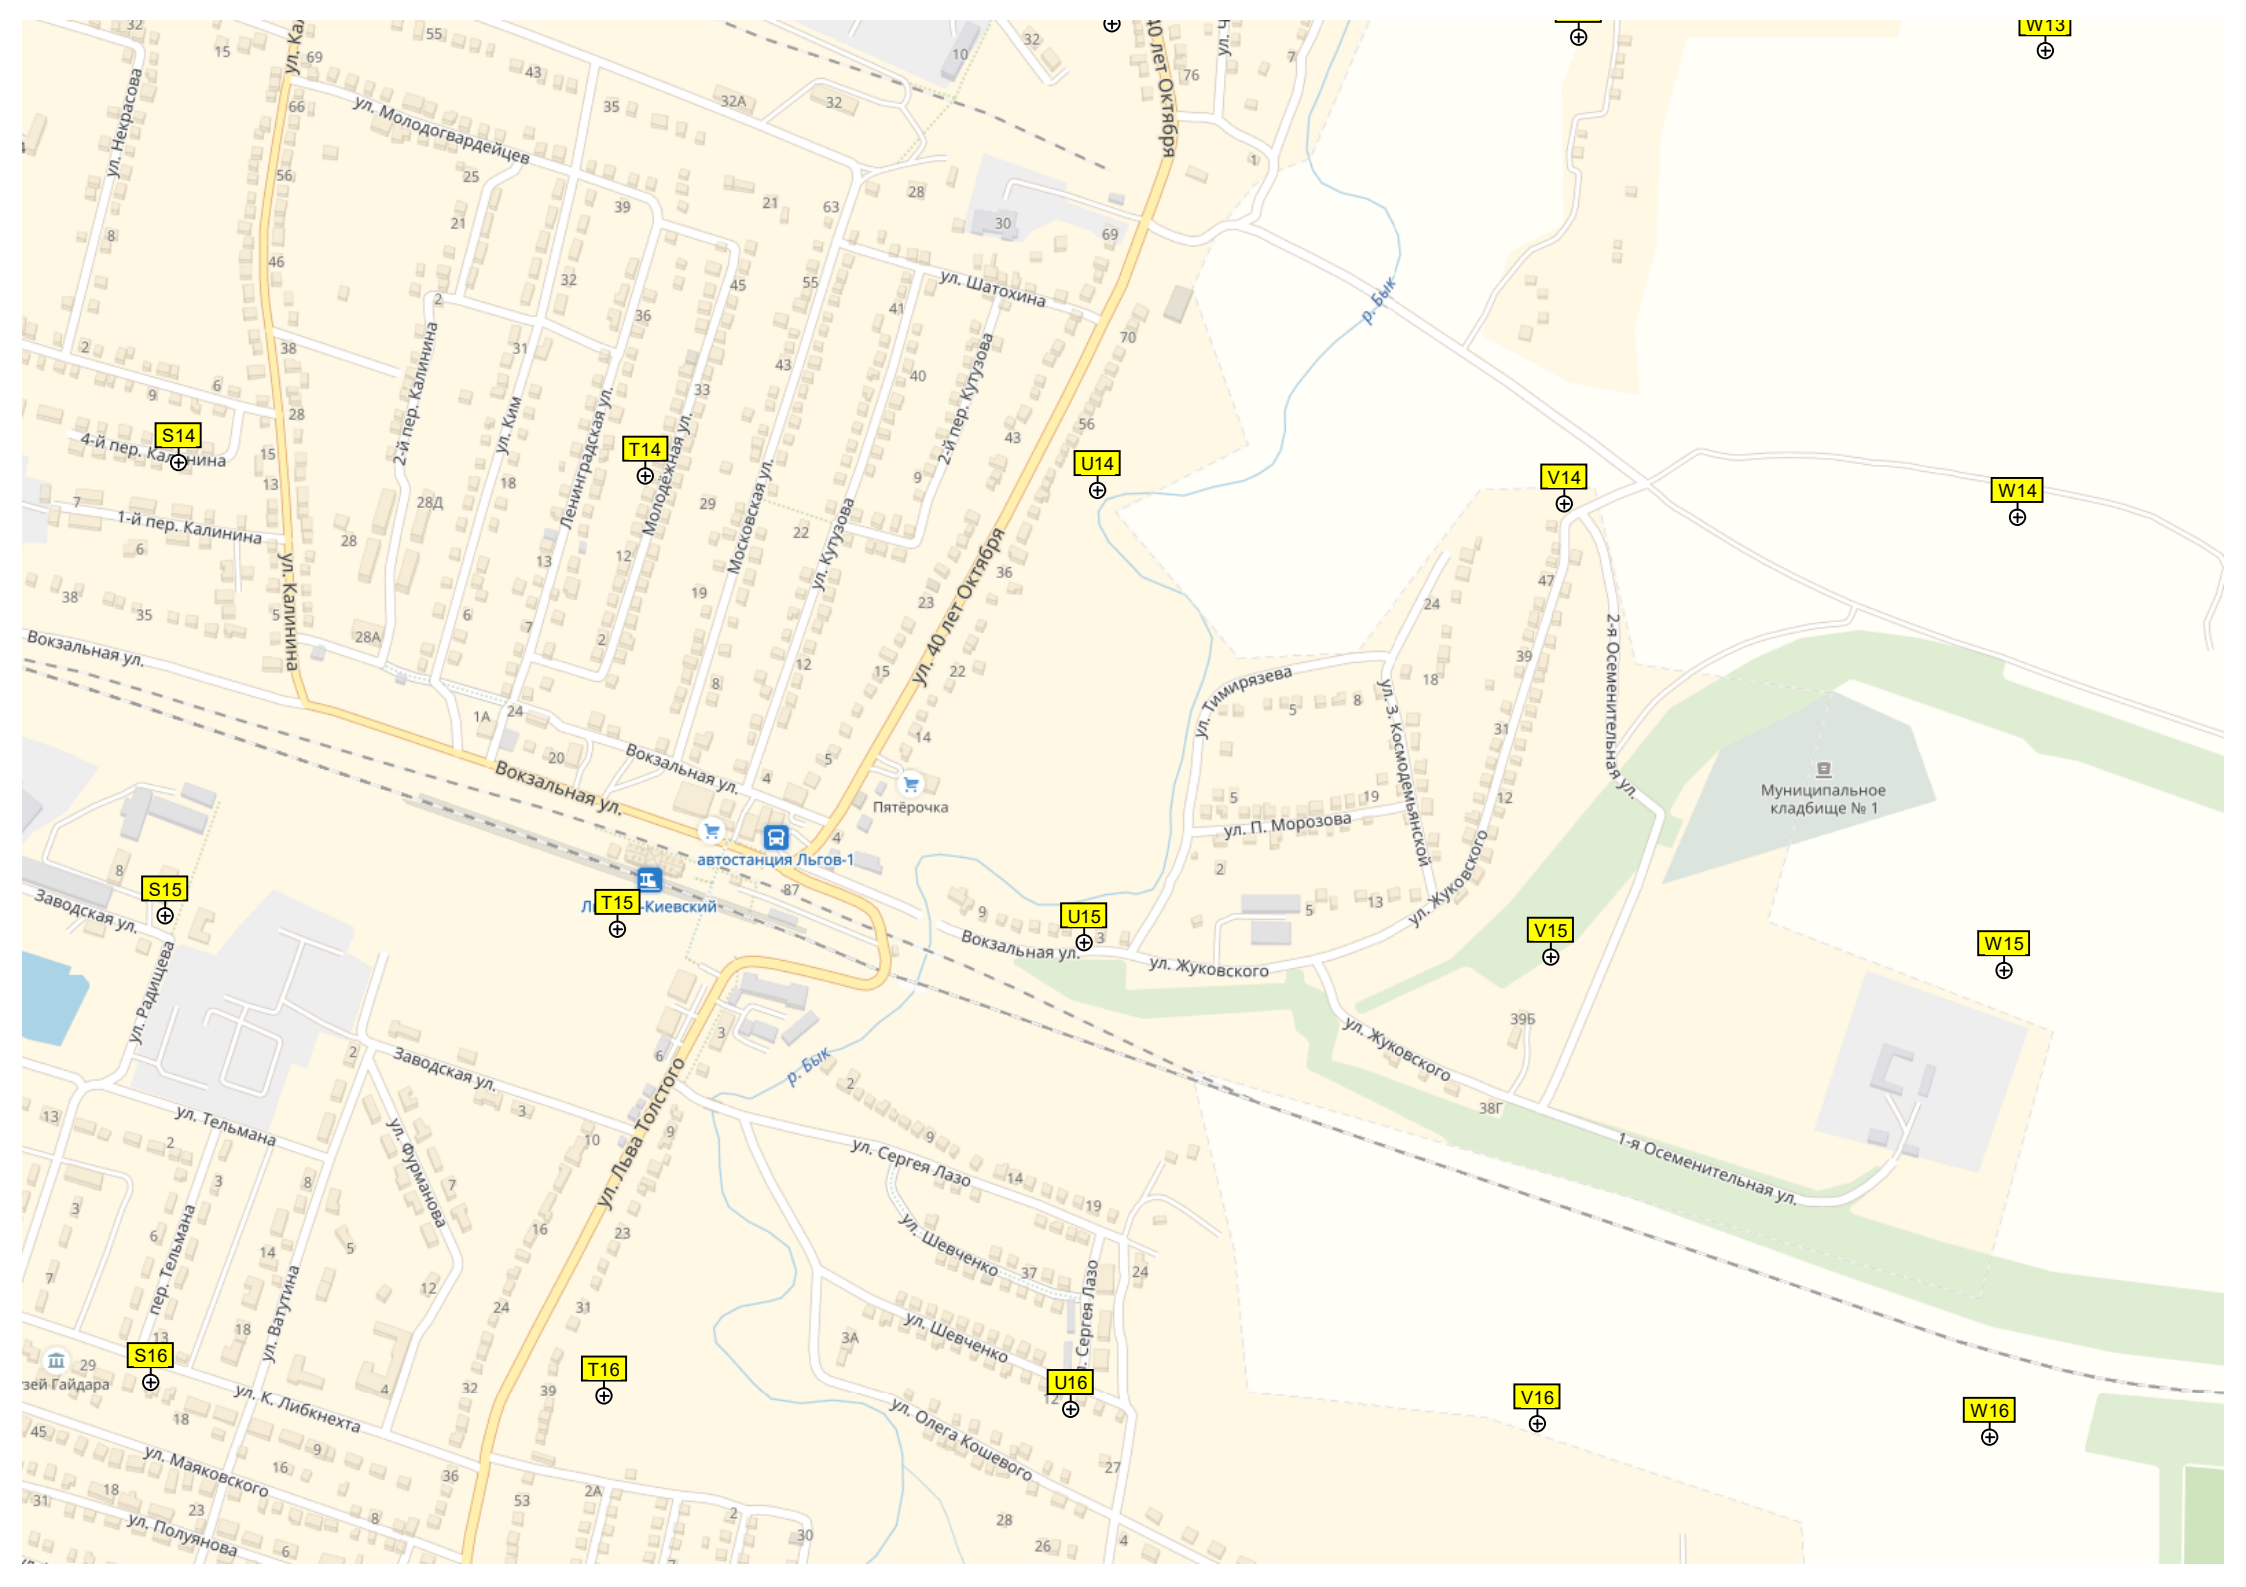 ул. Ка
ул. Некрасова
ул. Молодогвардейцев
ул. Ч
40 лет Октября
W13
32
15
69
55
43
66
35
32А
32
10
32
76
7
1
56
25
21
39
21
63
28
30
69
8
46
32
45
55
41
ул. Шатохина
р. Бык
2
38
2
31
36
43
40
70
2-й пер. Калинина
ул. Ким
Ленинградская ул.
33
2-й пер. Кутузова
6
9
28
S14
4-й пер. Калинина
15
13
T14
Молодёжная ул.
Московская ул.
43
56
U14
V14
W14
7
1-й пер. Калинина
6
28
28Д
18
29
22
9
ул. Кутузова
ул. 40 лет Октября
ул. Калинина
13
12
36
47
38
35
5
28А
6
7
2
19
23
24
2-я Осеменительная ул.
Вокзальная ул.
8
12
15
22
39
18
ул. Тимирязева
5
8
ул. З. Космодемьянской
1А
24
20
Вокзальная ул.
4
5
14
31
Вокзальная ул.
Пятёрочка
5
19
12
Муниципальное
кладбище № 1
ул. П. Морозова
4
автостанция Льгов-1
87
2
ул. Жуковского
8
S15
T15
Киевский
Заводская ул.
9
U15
3
5
13
V15
W15
Вокзальная ул.
ул. Жуковского
ул. Радищева
39Б
ул. Жуковского
2
Заводская ул.
6
3
р. Бык
2
38Г
13
ул. Тельмана
2
3
10
9
ул. Льва Толстого
9
ул. Сергея Лазо
1-я Осеменительная ул.
ул. Фурманова
7
3
8
14
19
3
6
пер. Тельмана
14
5
16
23
ул. Шевченко
37
24
7
12
ул. Ватутина
ул. Сергея Лазо
24
31
13
18
3А
ул. Шевченко
S16
29
зей Гайдара
T16
4
32
39
U16
12
V16
W16
18
ул. К. Либкнехта
ул. Олега Кошевого
45
9
ул. Маяковского
16
36
27
18
31
23
53
2А
2
8
30
28
ул. Полуянова
6
26
4